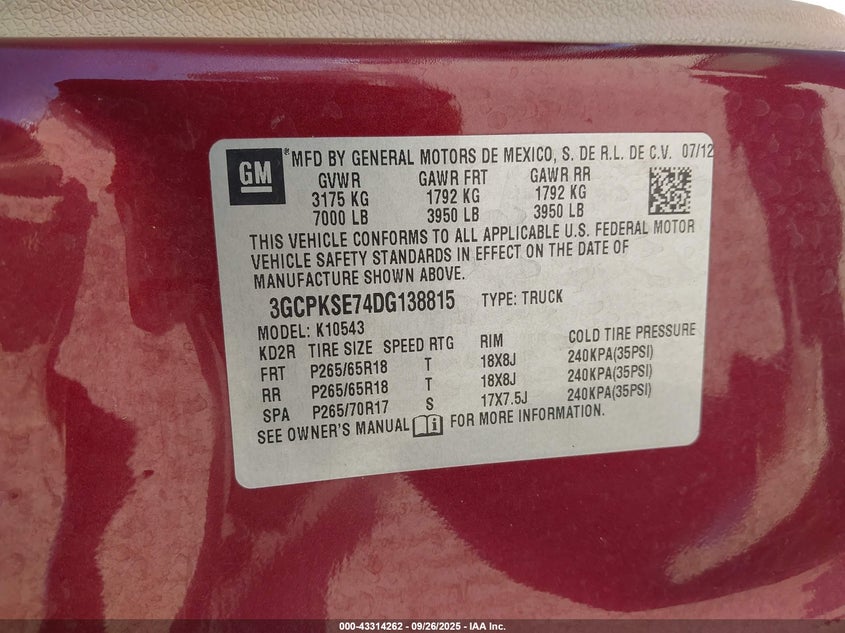 GM
*MFD BY GENERAL MOTORS DE MEXICO, S. DE R.L. DE C.V. 07/12
GVWR GAWR FRT GAWR RR
3175 KG 1792 KG 1792 KG
7000 LB 3950 LB 3950 LB
THIS VEHICLE CONFORMS TO ALL APPLICABLE U.S. FEDERAL MOTOR
VEHICLE SAFETY STANDARDS IN EFFECT ON THE DATE OF
MANUFACTURE SHOWN ABOVE.
3GCPKSE74DG138815 TYPE: TRUCK
MODEL: K10543
KD2R TIRE SIZE SPEED RTG RIM COLD TIRE PRESSURE
FRT P265/65R18 T 18X8J 240KPA(35PSI)
RR P265/65R18 T 18X8J 240KPA(35PSI)
SPA P265/70R17 S 17X7.5J 240KPA(35PSI)
SEE OWNER'S MANUAL i FOR MORE INFORMATION.
000-43314262 - 09/26/2025 - IAA Inc.